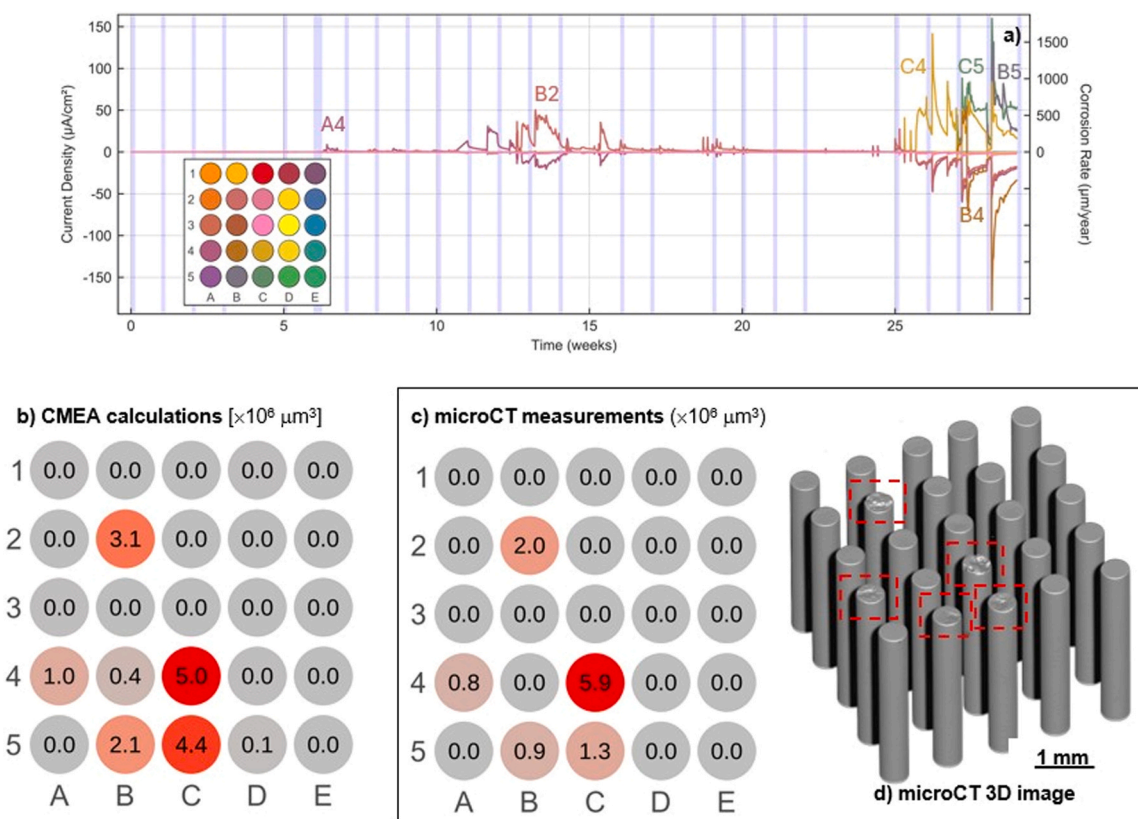 a)
150
100
50
0
-50
-100
-150
Current Density (µA/cm²)
1500
1000
500
0
Corrosion Rate (µm/year)
A4
B2
C4
C5
B5
B4
1
2
3
4
5
A B C D E
0 5 10 15 20 25
Time (weeks)
b) CMEA calculations [×10⁶ µm³]
1 0.0 0.0 0.0 0.0 0.0
2 0.0 3.1 0.0 0.0 0.0
3 0.0 0.0 0.0 0.0 0.0
4 1.0 0.4 5.0 0.0 0.0
5 0.0 2.1 4.4 0.1 0.0
A B C D E
c) microCT measurements (×10⁶ µm³)
1 0.0 0.0 0.0 0.0 0.0
2 0.0 2.0 0.0 0.0 0.0
3 0.0 0.0 0.0 0.0 0.0
4 0.8 0.0 5.9 0.0 0.0
5 0.0 0.9 1.3 0.0 0.0
A B C D E
1 mm
d) microCT 3D image